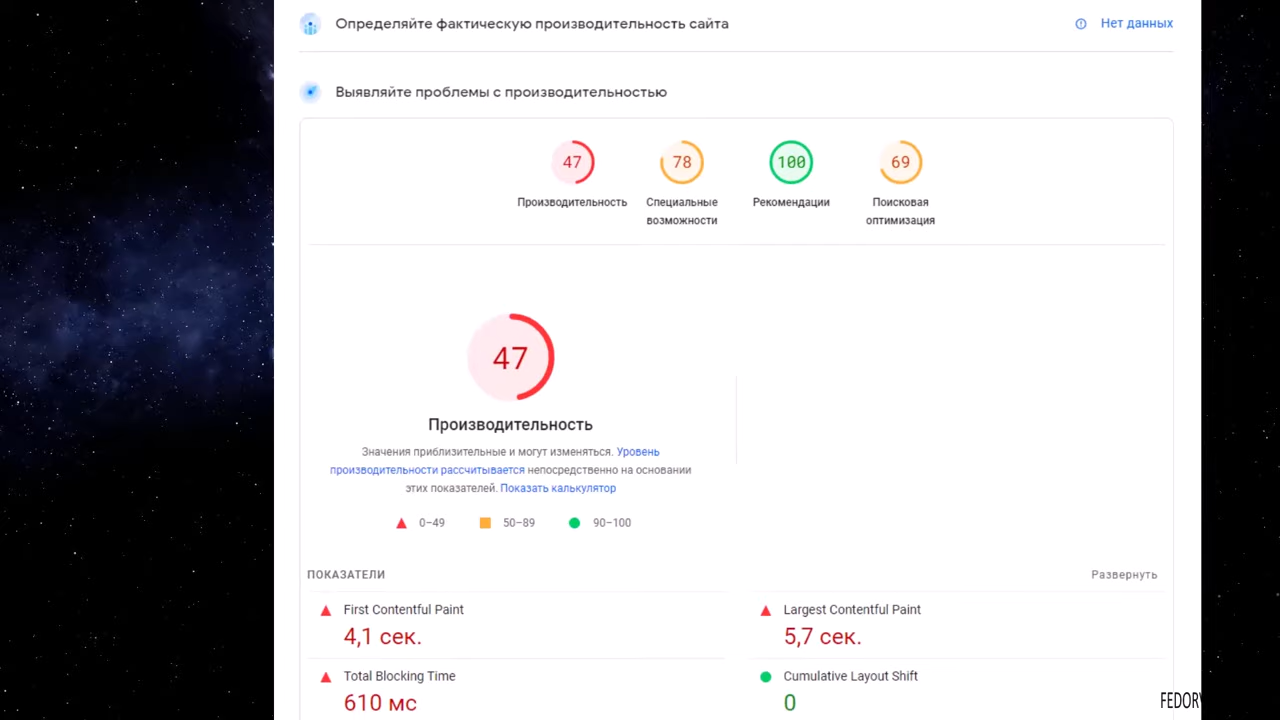 Определяйте фактическую производительность сайта
Нет данных
Выявляйте проблемы с производительностью
47
78
100
69
Производительность
Специальные
возможности
Рекомендации
Поисковая
оптимизация
47
Производительность
Значения приблизительные и могут изменяться. Уровень
производительности рассчитывается непосредственно на основании
этих показателей. Показать калькулятор
0–49
50–89
90–100
ПОКАЗАТЕЛИ
Развернуть
First Contentful Paint
4,1 сек.
Largest Contentful Paint
5,7 сек.
Total Blocking Time
610 мс
Cumulative Layout Shift
0